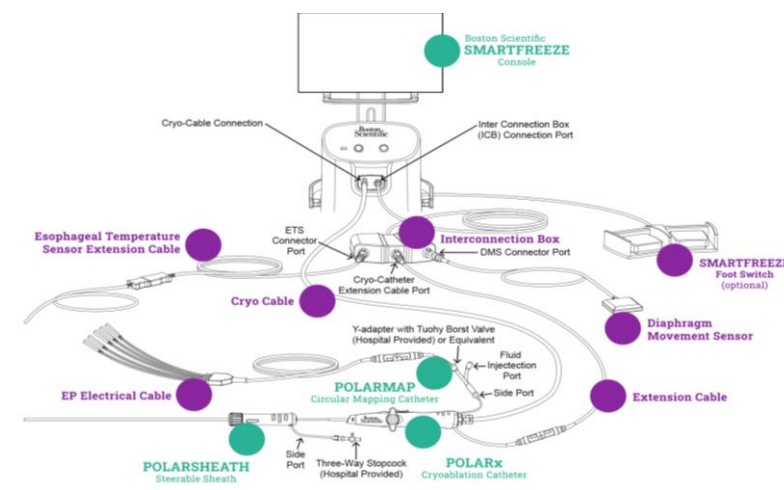 Boston Scientific
SMARTFREEZE
Console
Cryo-Cable Connection
Boston
Scientific
Inter Connection Box
(ICB) Connection Port
Esophageal Temperature
Sensor Extension Cable
ETS
Connector
Port
Interconnection Box
DMS Connector Port
SMARTFREEZE
Foot Switch
(optional)
Cryo-Catheter
Extension Cable Port
Cryo Cable
Diaphragm
Movement Sensor
Y-adapter with Tuohy Borst Valve
(Hospital Provided) or Equivalent
Fluid
Injectection
Port
Side Port
EP Electrical Cable
POLARMAP
Circular Mapping Catheter
Extension Cable
POLARSHEATH
Steerable Sheath
Side
Port
Three-Way Stopcock
(Hospital Provided)
POLARx
Cryoablation Catheter